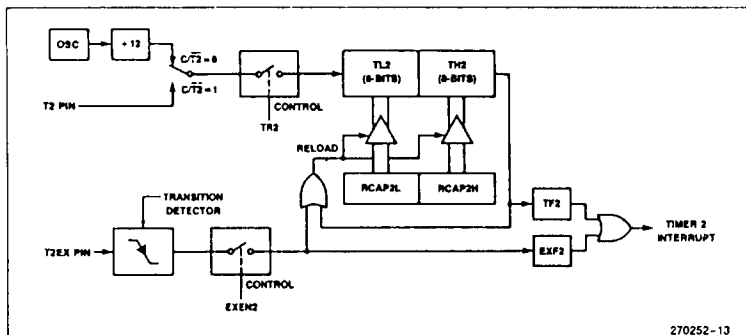 OSC
÷ 12
C/T2 = 0
C/T2 = 1
T2 PIN
CONTROL
TR2
TL2
(8-BITS)
TH2
(8-BITS)
RELOAD
RCAP2L
RCAP2H
TRANSITION
DETECTOR
T2EX PIN
CONTROL
EXEN2
TF2
EXF2
TIMER 2
INTERRUPT
270252-13